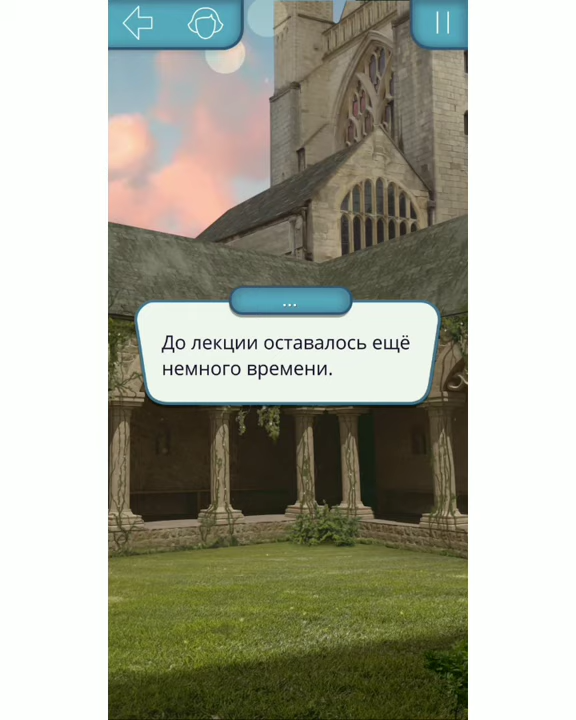 ...
До лекции оставалось ещё
немного времени.